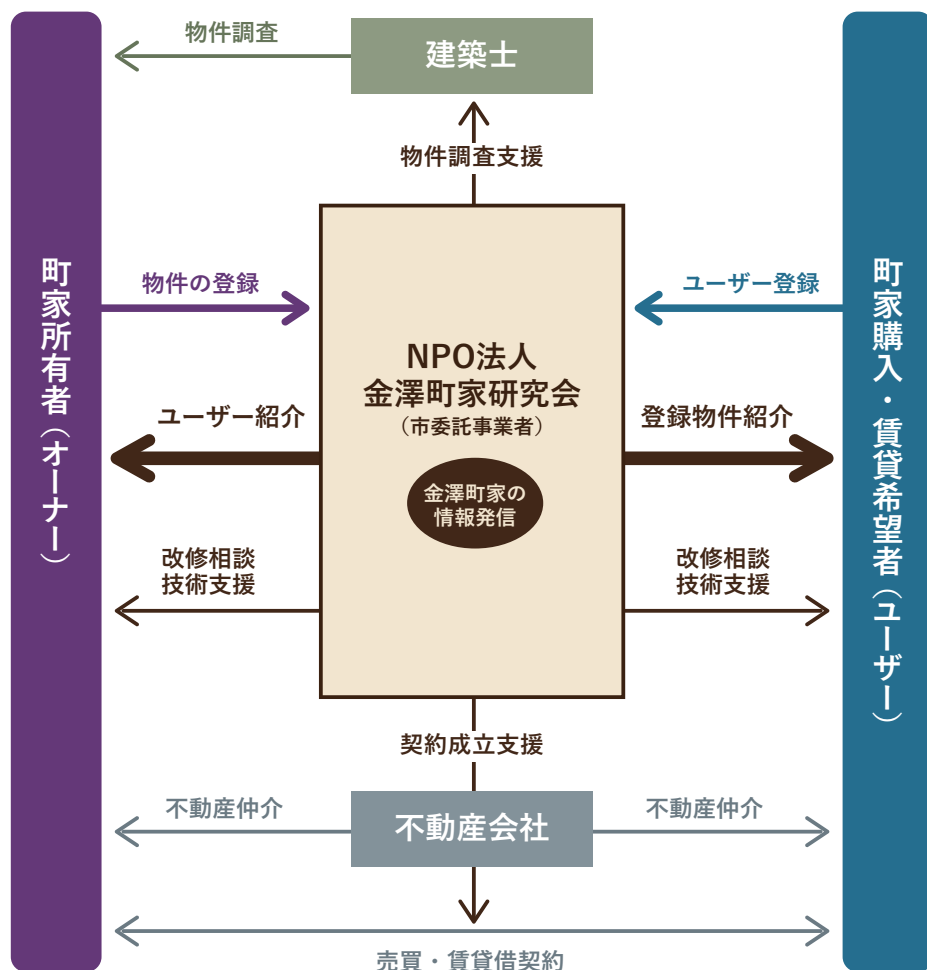 建築士
物件調査
物件調査支援
町家所有者（オーナー）
物件の登録
ユーザー登録
町家購入・賃貸希望者（ユーザー）
NPO法人
金澤町家研究会
（市委託事業者）
金澤町家の
情報発信
ユーザー紹介
登録物件紹介
改修相談
技術支援
改修相談
技術支援
契約成立支援
不動産仲介
不動産会社
不動産仲介
売買・賃貸借契約